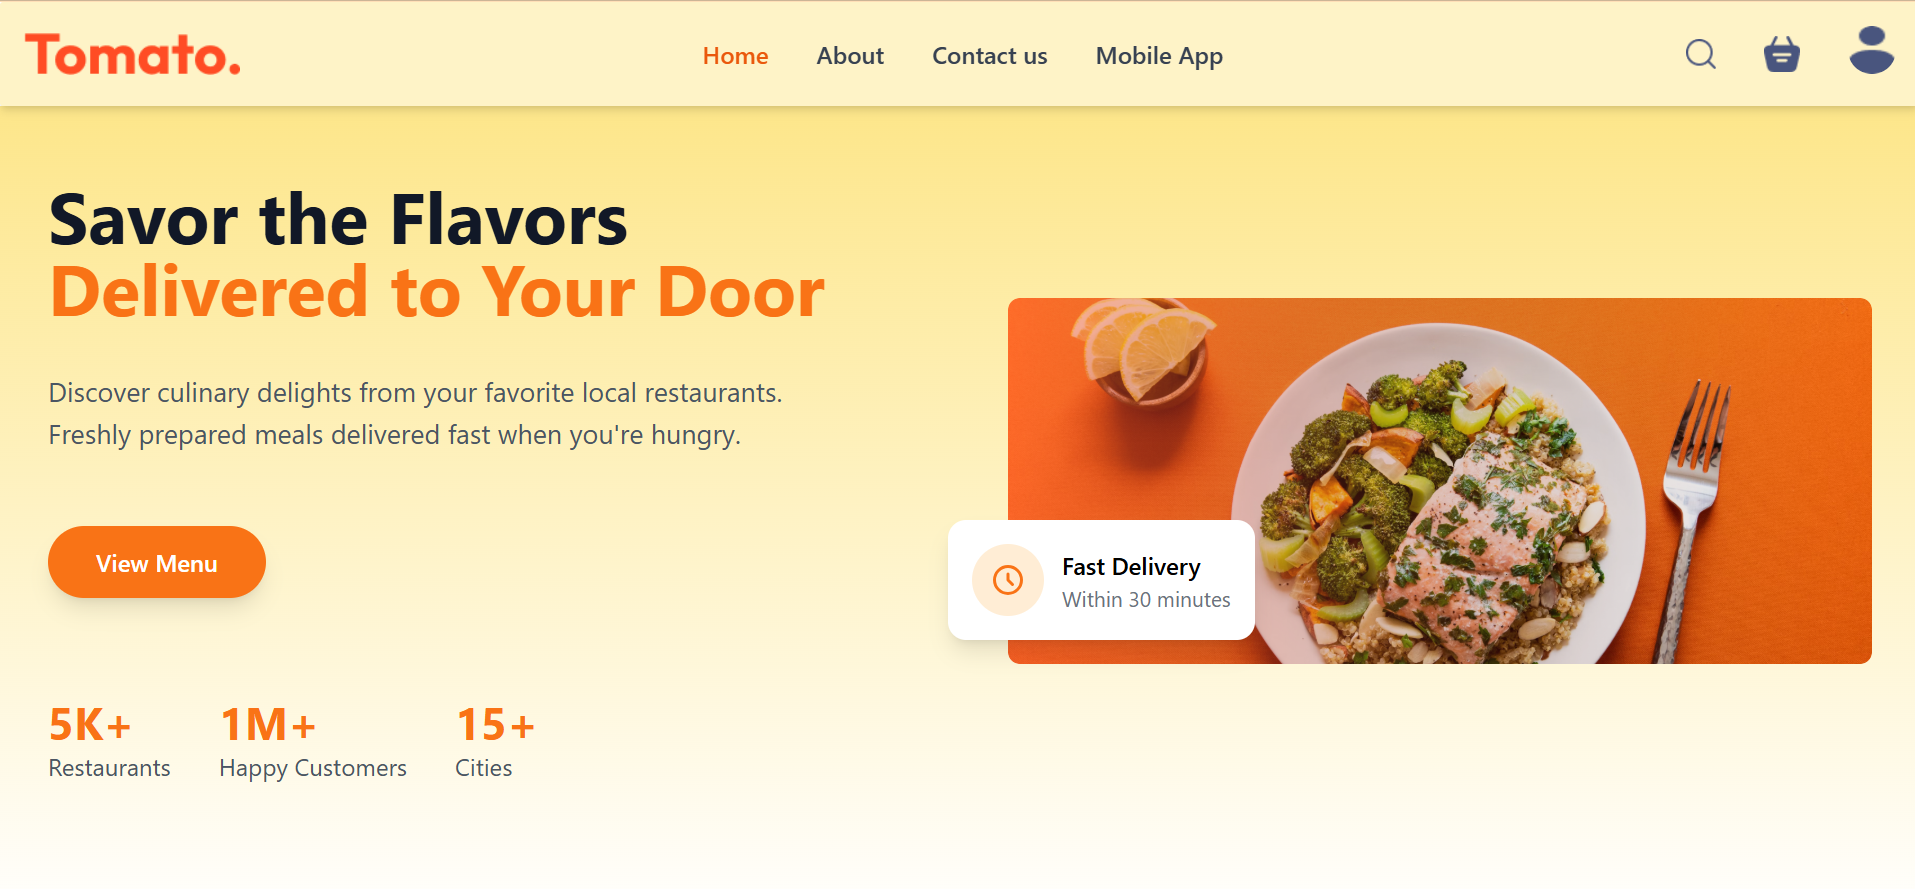 Tomato.
Home
About
Contact us
Mobile App
Savor the Flavors
Delivered to Your Door
Discover culinary delights from your favorite local restaurants.
Freshly prepared meals delivered fast when you're hungry.
View Menu
Fast Delivery
Within 30 minutes
5K+
Restaurants
1M+
Happy Customers
15+
Cities